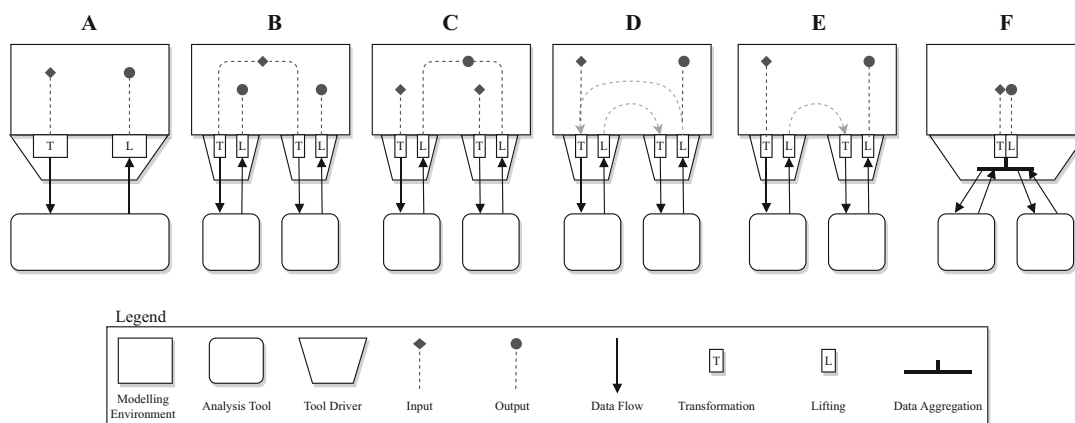 A B C D E F
T L T L T L T L T L T L T L T L T L T L
Legend
T L
Modelling Environment
Analysis Tool
Tool Driver
Input
Output
Data Flow
Transformation
Lifting
Data Aggregation